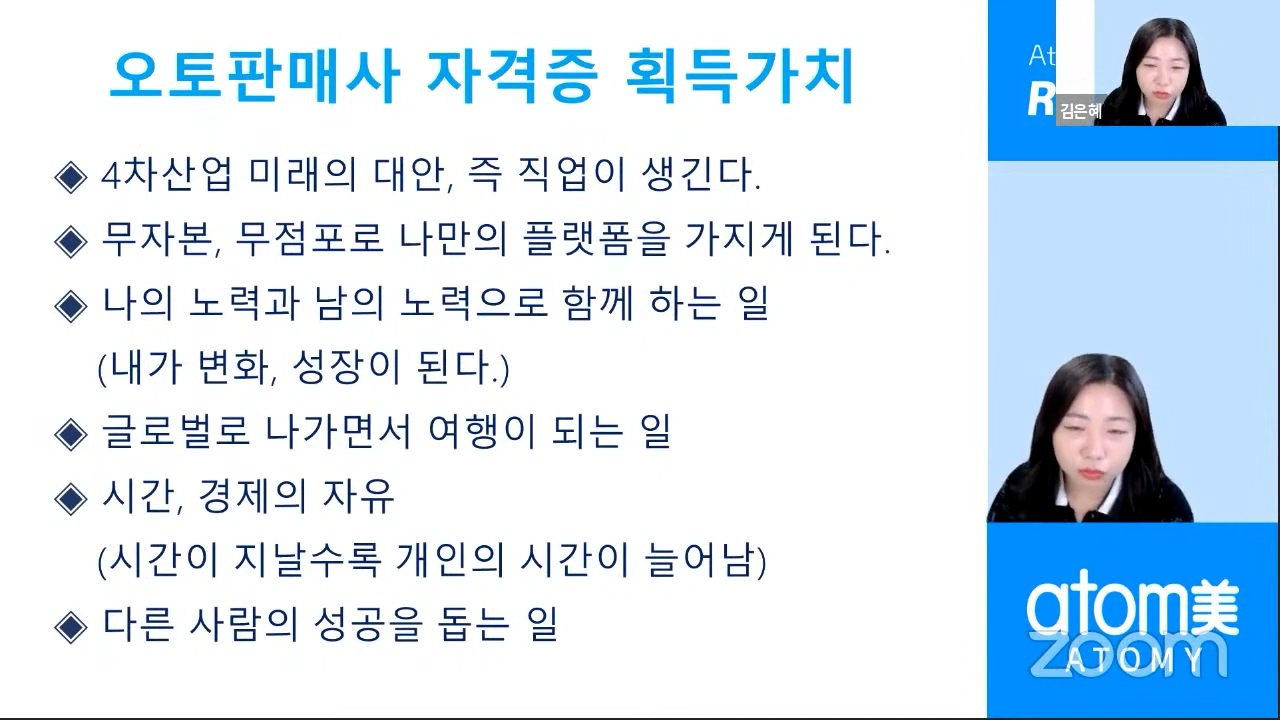 오토판매사 자격증 획득가치
◈ 4차산업 미래의 대안, 즉 직업이 생긴다.
◈ 무자본, 무점포로 나만의 플랫폼을 가지게 된다.
◈ 나의 노력과 남의 노력으로 함께 하는 일
(내가 변화, 성장이 된다.)
◈ 글로벌로 나가면서 여행이 되는 일
◈ 시간, 경제의 자유
(시간이 지날수록 개인의 시간이 늘어남)
◈ 다른 사람의 성공을 돕는 일
At
R
김은혜
atom美
zoom
ATOMY